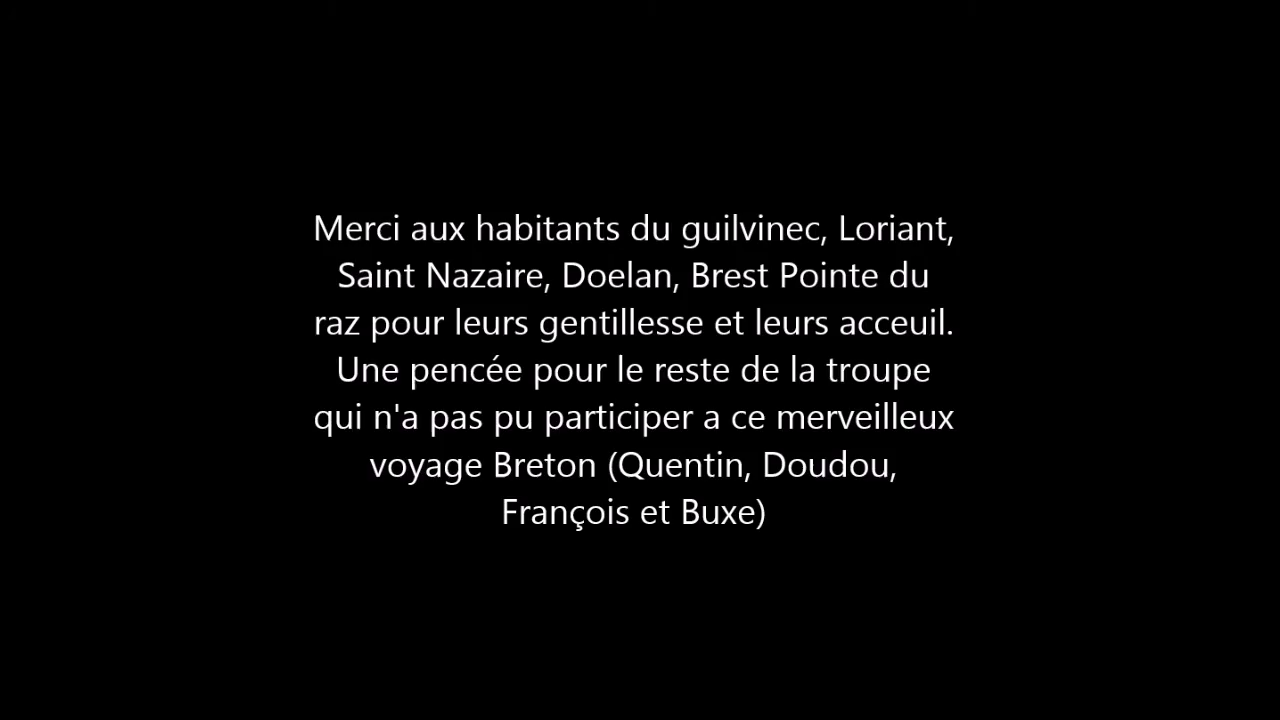 Merci aux habitants du guilvinec, Loriant,
Saint Nazaire, Doelan, Brest Pointe du
raz pour leurs gentillesse et leurs acceuil.
Une pencée pour le reste de la troupe
qui n'a pas pu participer a ce merveilleux
voyage Breton (Quentin, Doudou,
François et Buxe)